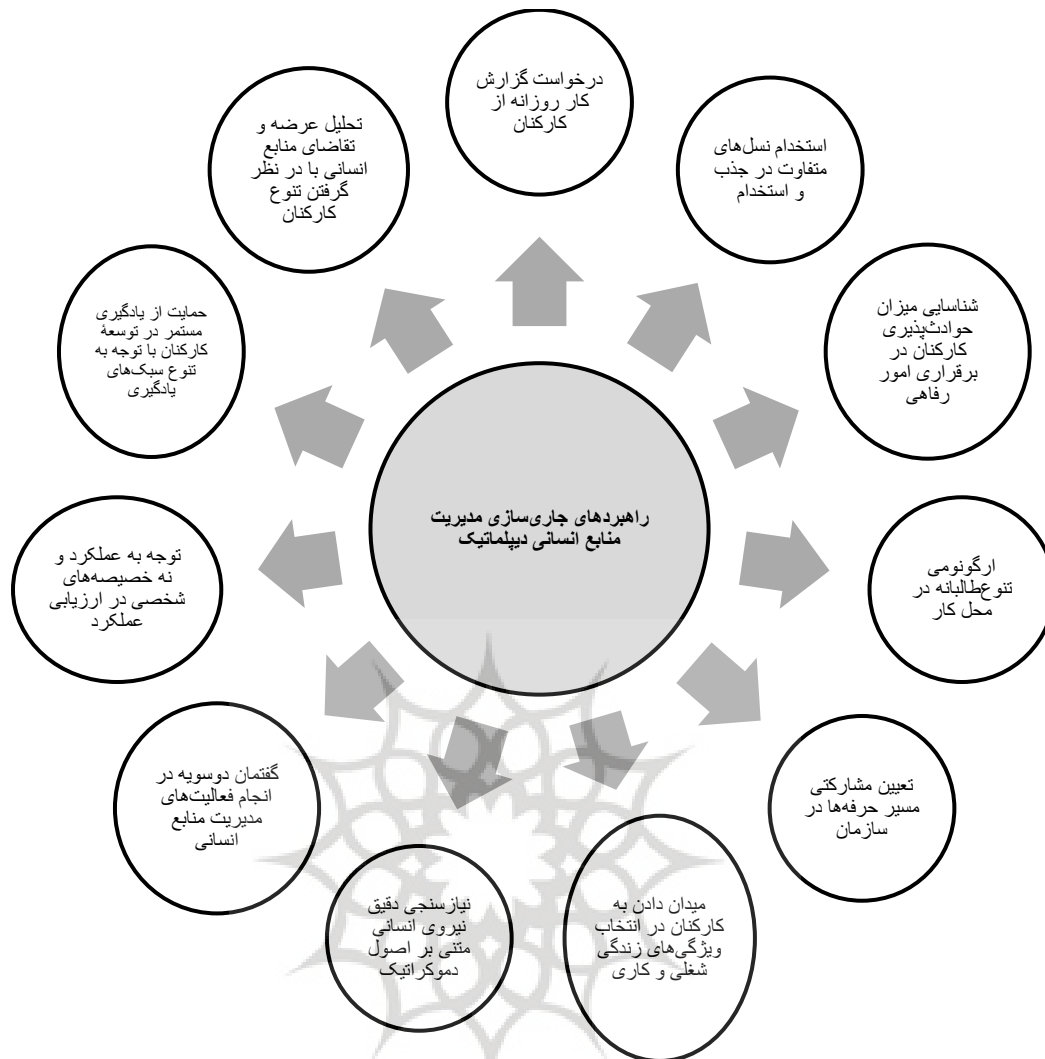 درخواست گزارش
کار روزانه از
کارکنان
استخدام نسل‌های
متفاوت در جذب
و استخدام
شناسایی میزان
حوادث‌پذیری
کارکنان در
برقراری امور
رفاهی
ارگونومی
تنوع‌طلبانه در
محل کار
تعیین مشارکتی
مسیر حرفه‌ها در
سازمان
میدان دادن به
کارکنان در انتخاب
ویژگی‌های زندگی
شغلی و کاری
نیازسنجی دقیق
نیروی انسانی
متنی بر اصول
دموکراتیک
گفتمان دوسویه در
انجام فعالیت‌های
مدیریت منابع
انسانی
توجه به عملکرد و
نه خصیصه‌های
شخصی در ارزیابی
عملکرد
حمایت از یادگیری
مستمر در توسعۀ
کارکنان با توجه به
تنوع سبک‌های
یادگیری
تحلیل عرضه و
تقاضای منابع
انسانی با در نظر
گرفتن تنوع
کارکنان
راهبردهای جاری‌سازی مدیریت
منابع انسانی دیپلماتیک